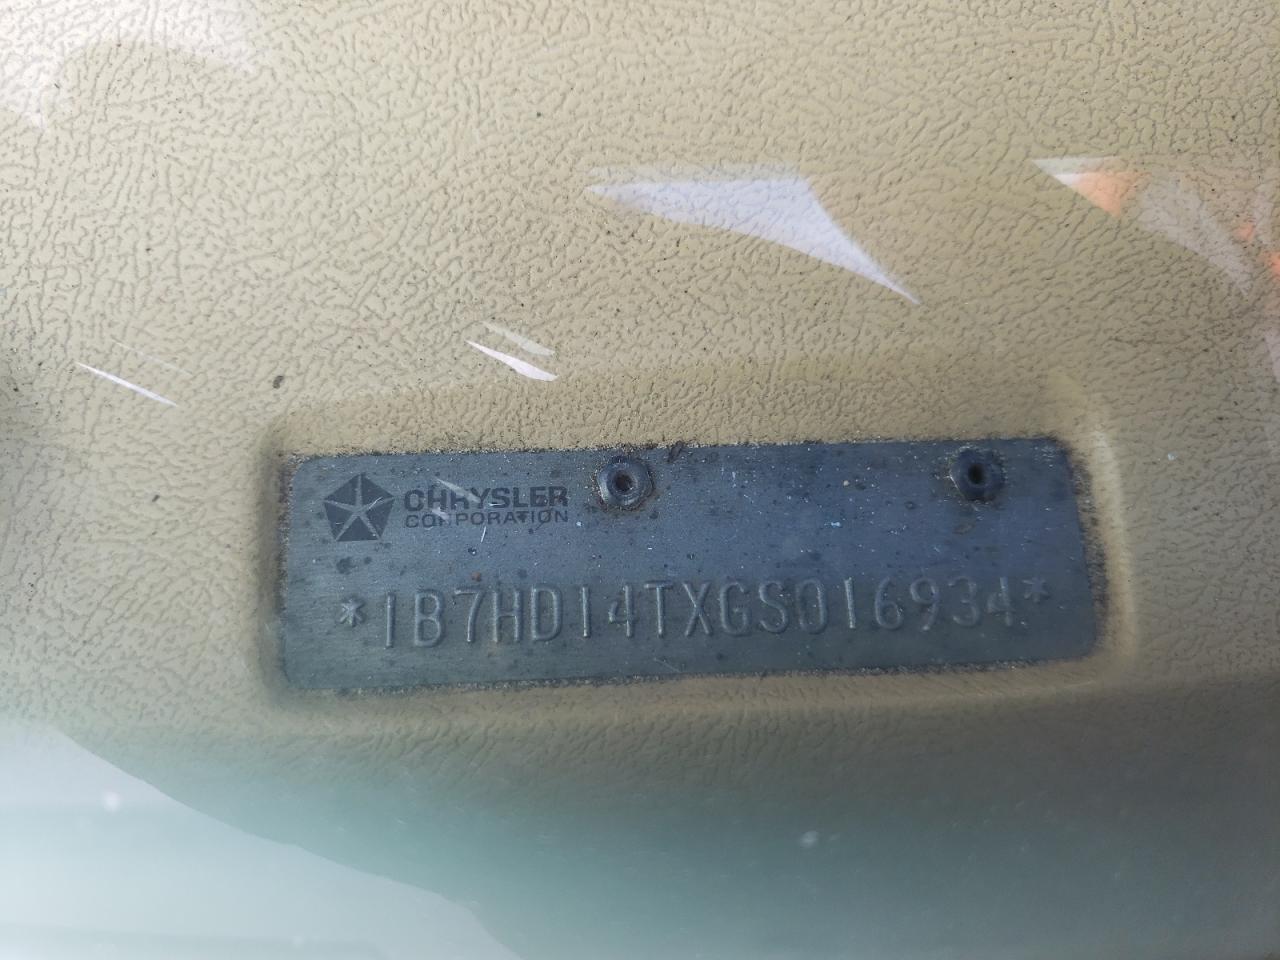 CHRYSLER
CORPORATION
*1B7HD14TXGS016934*